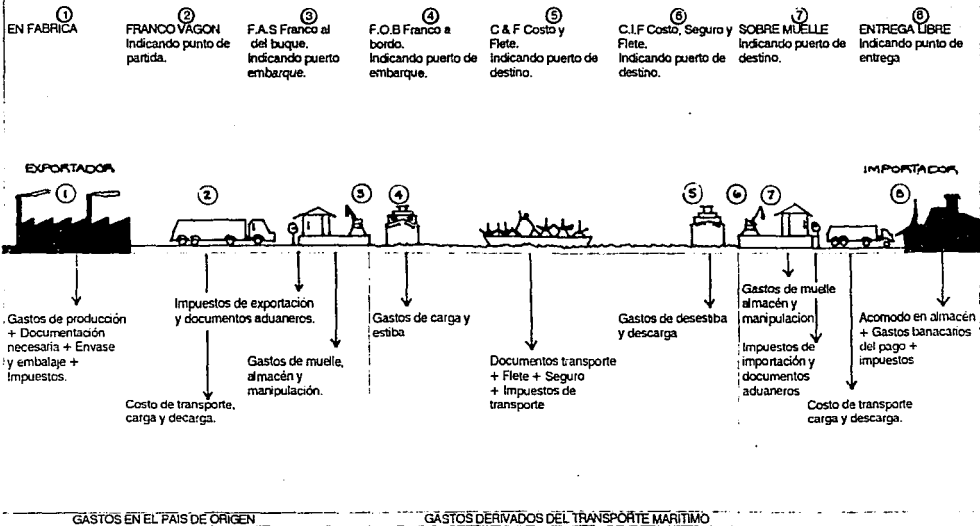 ①
EN FABRICA
②
FRANCO VAGON
Indicando punto de
partida.
③
F.A.S Franco al
del buque.
Indicando puerto
embarque.
④
F.O.B Franco a
bordo.
Indicando puerto de
embarque.
⑤
C & F Costo y
Flete.
Indicando puerto de
destino.
⑥
C.I.F Costo, Seguro y
Flete.
Indicando puerto de
destino.
⑦
SOBRE MUELLE
Indicando puerto de
destino.
⑧
ENTREGA LIBRE
Indicando punto de
entrega
EXPORTADOR
IMPORTADOR
① ② ③ ④ ⑤ ⑥ ⑦ 8
Gastos de producción
+ Documentación
necesaria + Envase
y embalaje +
Impuestos.
Costo de transporte,
carga y decarga.
Impuestos de exportación
y documentos aduaneros.
Gastos de muelle,
almacén y
manipulación.
Gastos de carga y
estiba
Documentos transporte
+ Flete + Seguro
+ Impuestos de
transporte
Gastos de desestiba
y descarga
Gastos de muelle
almacén y
manipulacion
Impuestos de
importación y
documentos
aduaneros
Costo de transporte
carga y descarga.
Acomodo en almacén
+ Gastos banacarios
del pago +
impuestos
GASTOS EN EL PAIS DE ORIGEN
GASTOS DERIVADOS DEL TRANSPORTE MARITIMO